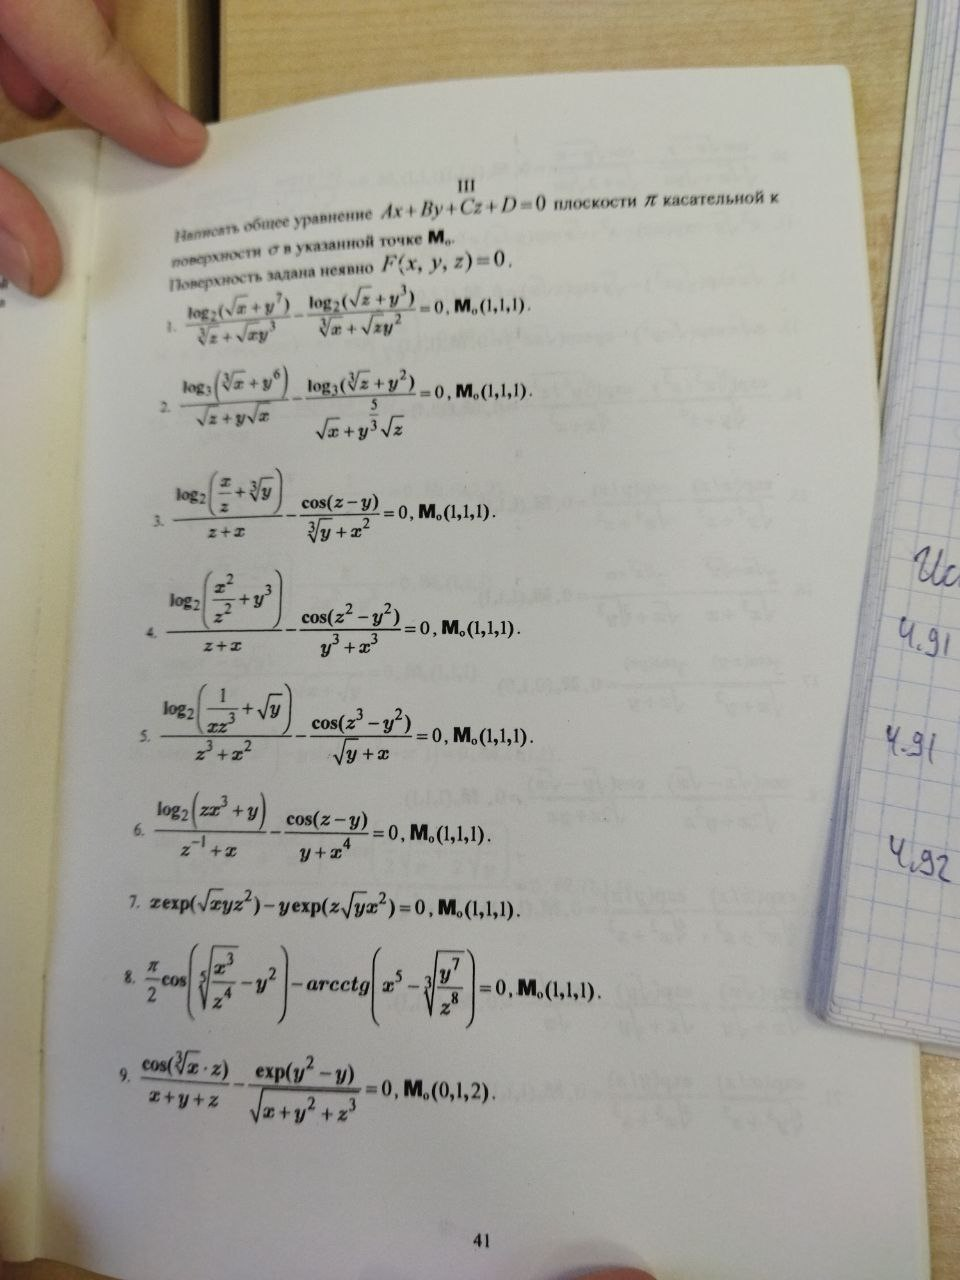 III
Написать общее уравнение Ax + By + Cz + D = 0 плоскости π касательной к
поверхности σ в указанной точке M₀.
Поверхность задана неявно F(x, y, z) = 0.
1. log₂(√x + y⁷) / (∛z + √xy³) − log₂(√z + y³) / (∛x + √zy²) = 0, M₀(1,1,1).
2. log₃(∛x + y⁶) / (√z + y√x) − log₃(∛z + y²) / (√x + y^(5/3)√z) = 0, M₀(1,1,1).
3. log₂(x/z + ∛y) / (z + x) − cos(z − y) / (∛y + x²) = 0, M₀(1,1,1).
4. log₂(x²/z² + y³) / (z + x) − cos(z² − y²) / (y³ + x³) = 0, M₀(1,1,1).
5. log₂(1/(xz³) + √y) / (z³ + x²) − cos(z³ − y²) / (√y + x) = 0, M₀(1,1,1).
6. log₂(zx³ + y) / (z⁻¹ + x) − cos(z − y) / (y + x⁴) = 0, M₀(1,1,1).
7. x exp(√xyz²) − y exp(z√yx²) = 0, M₀(1,1,1).
8. π/2 cos(⁵√(x³/z⁴) − y²) − arcctg(x⁵ − ∛(y⁷/z⁸)) = 0, M₀(1,1,1).
9. cos(∛x · z) / (x + y + z) − exp(y² − y) / √(x + y² + z³) = 0, M₀(0,1,2).
41
4.91
4.91
4.92